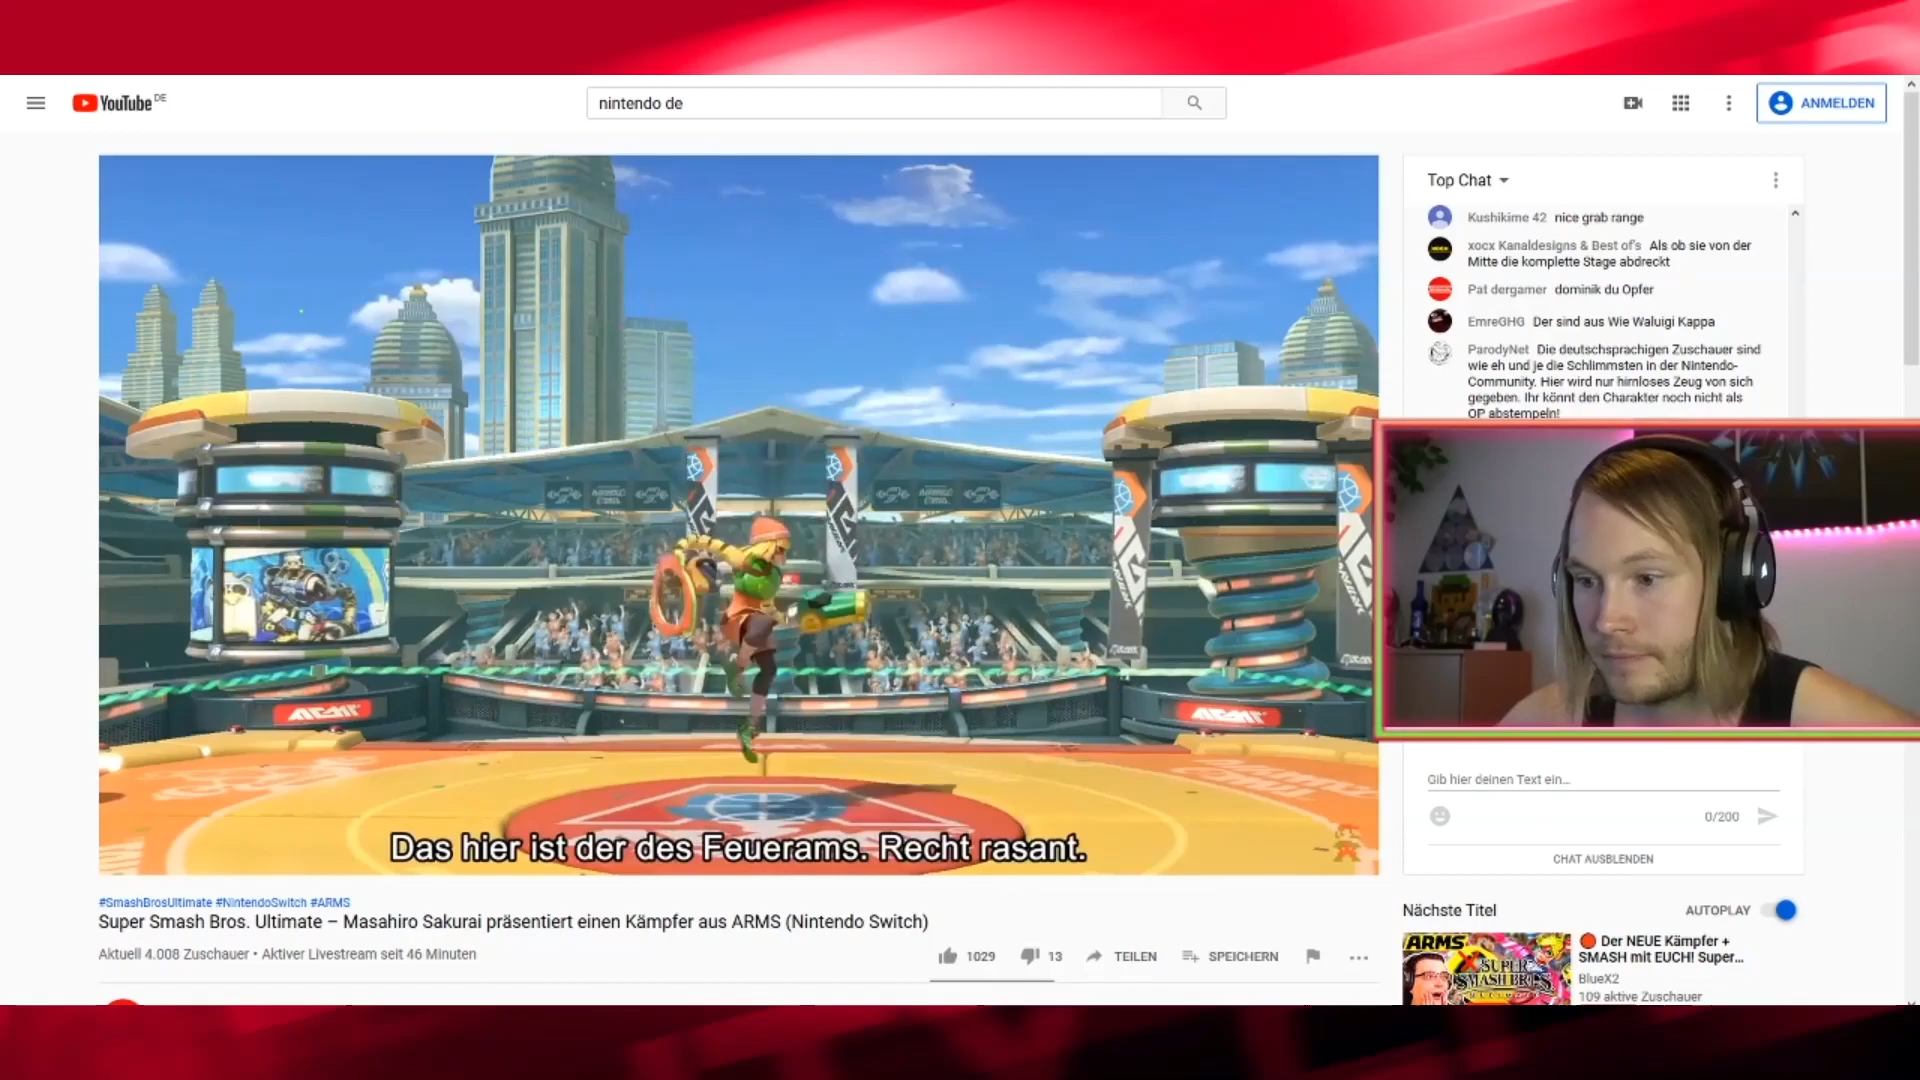 YouTube DE
nintendo de
ANMELDEN
Top Chat
Kushikime 42 nice grab range
xocx Kanaldesigns & Best of's Als ob sie von der
Mitte die komplette Stage abdreckt
Pat dergamer dominik du Opfer
EmreGHG Der sind aus Wie Waluigi Kappa
ParodyNet Die deutschsprachigen Zuschauer sind
wie eh und je die Schlimmsten in der Nintendo-
Community. Hier wird nur hirnloses Zeug von sich
gegeben. Ihr könnt den Charakter noch nicht als
OP abstempeln!
Das hier ist der des Feuerams. Recht rasant.
Gib hier deinen Text ein...
0/200
CHAT AUSBLENDEN
#SmashBrosUltimate #NintendoSwitch #ARMS
Super Smash Bros. Ultimate – Masahiro Sakurai präsentiert einen Kämpfer aus ARMS (Nintendo Switch)
Aktuell 4.008 Zuschauer • Aktiver Livestream seit 46 Minuten
1029
13
TEILEN
SPEICHERN
Nächste Titel
AUTOPLAY
ARMS
SUPER
SMASH BROS
Der NEUE Kämpfer +
SMASH mit EUCH! Super...
BlueX2
109 aktive Zuschauer